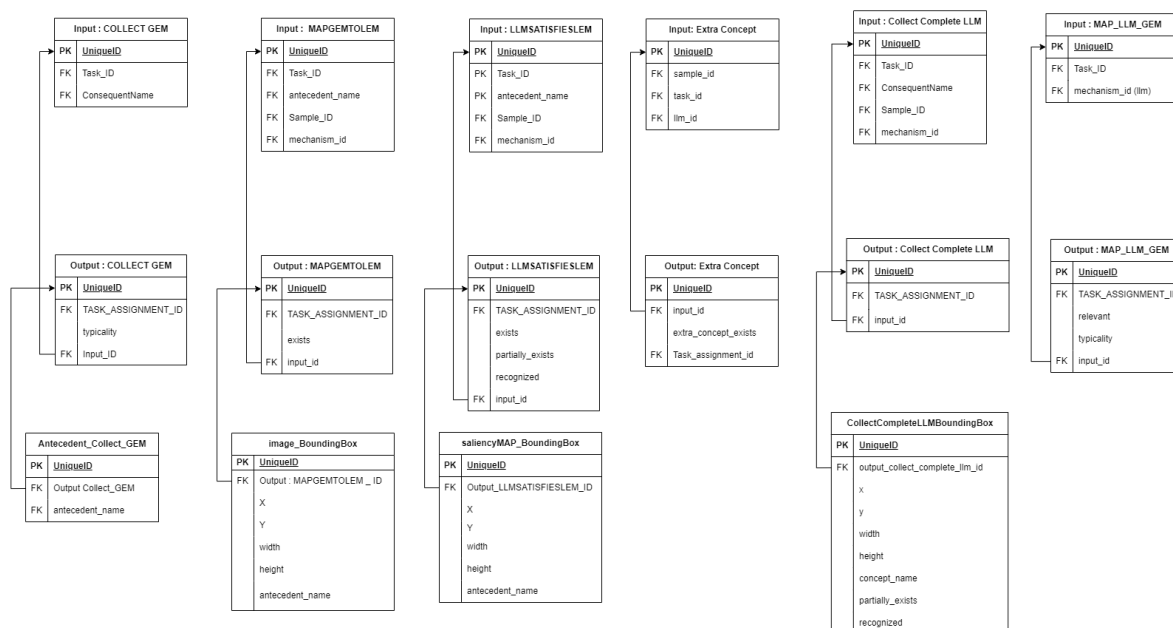 Input : COLLECT GEM
PK UniqueID
FK Task_ID
FK ConsequentName
Input : MAPGEMTOLEM
PK UniqueID
FK Task_ID
FK antecedent_name
FK Sample_ID
FK mechanism_id
Input : LLMSATISFIESLEM
PK UniqueID
PK Task_ID
PK antecedent_name
FK Sample_ID
FK mechanism_id
Input: Extra Concept
PK UniqueID
FK sample_id
FK task_id
FK llm_id
Input : Collect Complete LLM
PK UniqueID
FK Task_ID
FK ConsequentName
FK Sample_ID
FK mechanism_id
Input : MAP_LLM_GEM
PK UniqueID
FK Task_ID
FK mechanism_id (llm)
Output : COLLECT GEM
PK UniqueID
FK TASK_ASSIGNMENT_ID
typicality
FK Input_ID
Output : MAPGEMTOLEM
PK UniqueID
FK TASK_ASSIGNMENT_ID
exists
FK input_id
Output : LLMSATISFIESLEM
PK UniqueID
FK TASK_ASSIGNMENT_ID
exists
partially_exists
recognized
FK input_id
Output: Extra Concept
PK UniqueID
FK input_id
extra_concept_exists
FK Task_assignment_id
Output : Collect Complete LLM
PK UniqueID
FK TASK_ASSIGNMENT_ID
FK input_id
Output : MAP_LLM_GEM
PK UniqueID
FK TASK_ASSIGNMENT_I
relevant
typicality
FK input_id
Antecedent_Collect_GEM
PK UniqueID
FK Output Collect_GEM
FK antecedent_name
image_BoundingBox
PK UniqueID
FK Output : MAPGEMTOLEM _ ID
X
Y
width
height
antecedent_name
saliencyMAP_BoundingBox
PK UniqueID
FK Output_LLMSATISFIESLEM_ID
X
Y
width
height
antecedent_name
CollectCompleteLLMBoundingBox
PK UniqueID
FK output_collect_complete_llm_id
x
y
width
height
concept_name
partially_exists
recognized